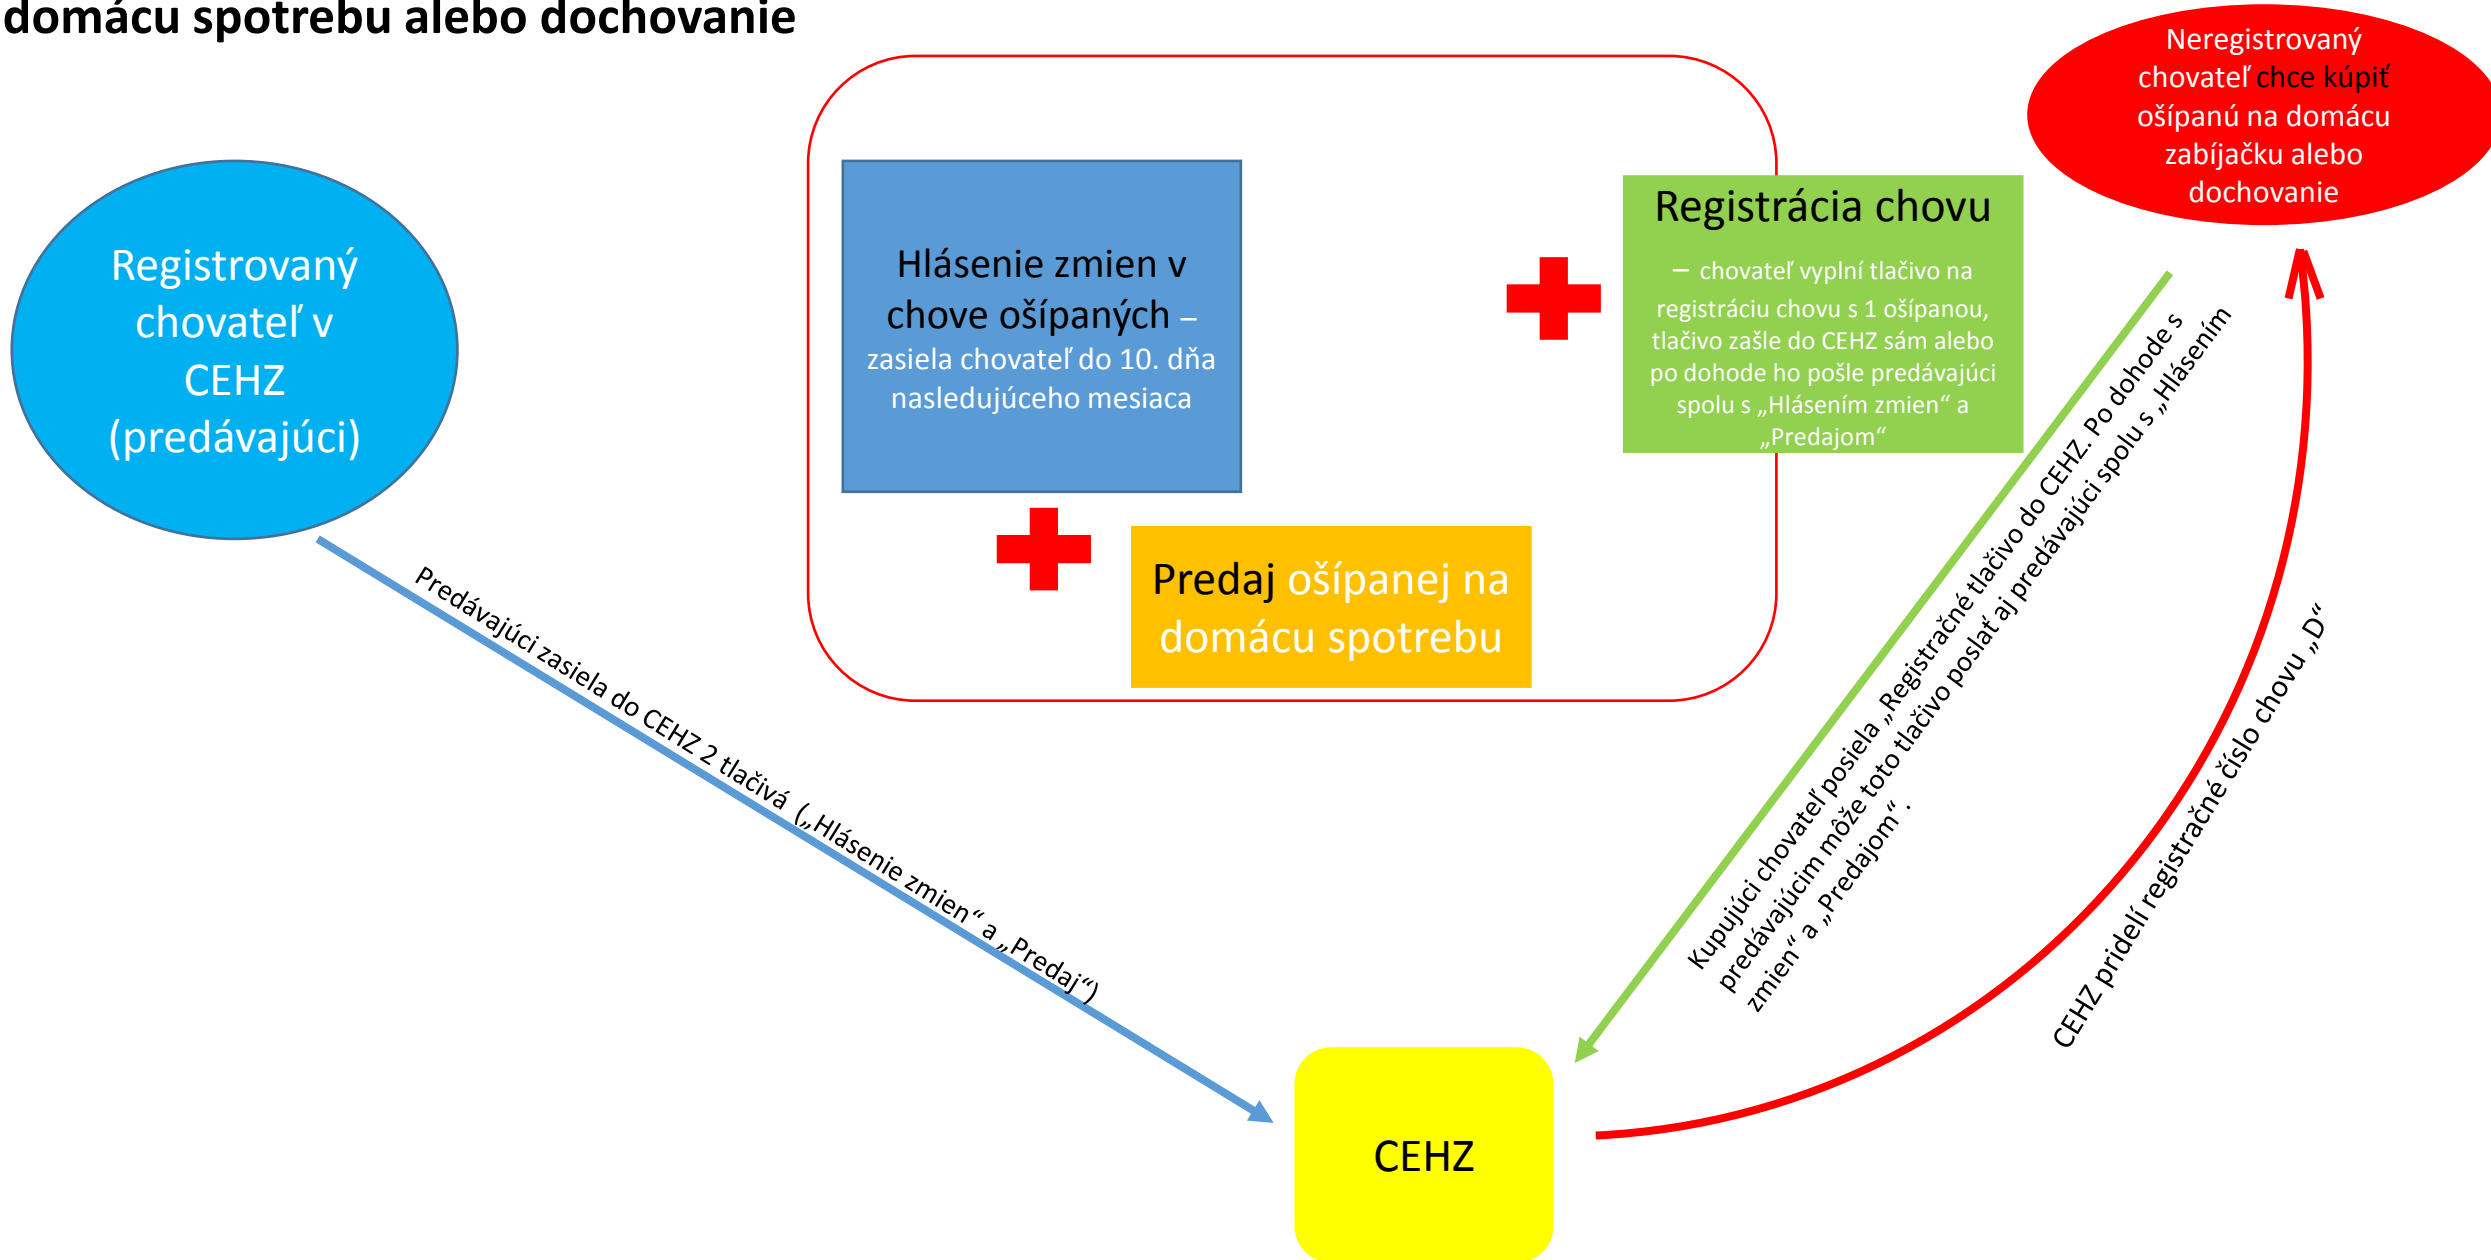 domácu spotrebu alebo dochovanie
Neregistrovaný
chovateľ chce kúpiť
ošípanú na domácu
zabíjačku alebo
dochovanie
Registrovaný
chovateľ v
CEHZ
(predávajúci)
Hlásenie zmien v
chove ošípaných –
zasiela chovateľ do 10. dňa
nasledujúceho mesiaca
Registrácia chovu
– chovateľ vyplní tlačivo na
registráciu chovu s 1 ošípanou,
tlačivo zašle do CEHZ sám alebo
po dohode ho pošle predávajúci
spolu s „Hlásením zmien“ a
„Predajom“
Predaj ošípanej na
domácu spotrebu
Predávajúci zasiela do CEHZ 2 tlačivá („Hlásenie zmien“ a „Predaj“)
Kupujúci chovateľ posiela „Registračné tlačivo do CEHZ. Po dohode s
predávajúcim môže toto tlačivo poslať aj predávajúci spolu s „Hlásením
zmien“ a „Predajom“.
CEHZ pridelí registračné číslo chovu „D“
CEHZ